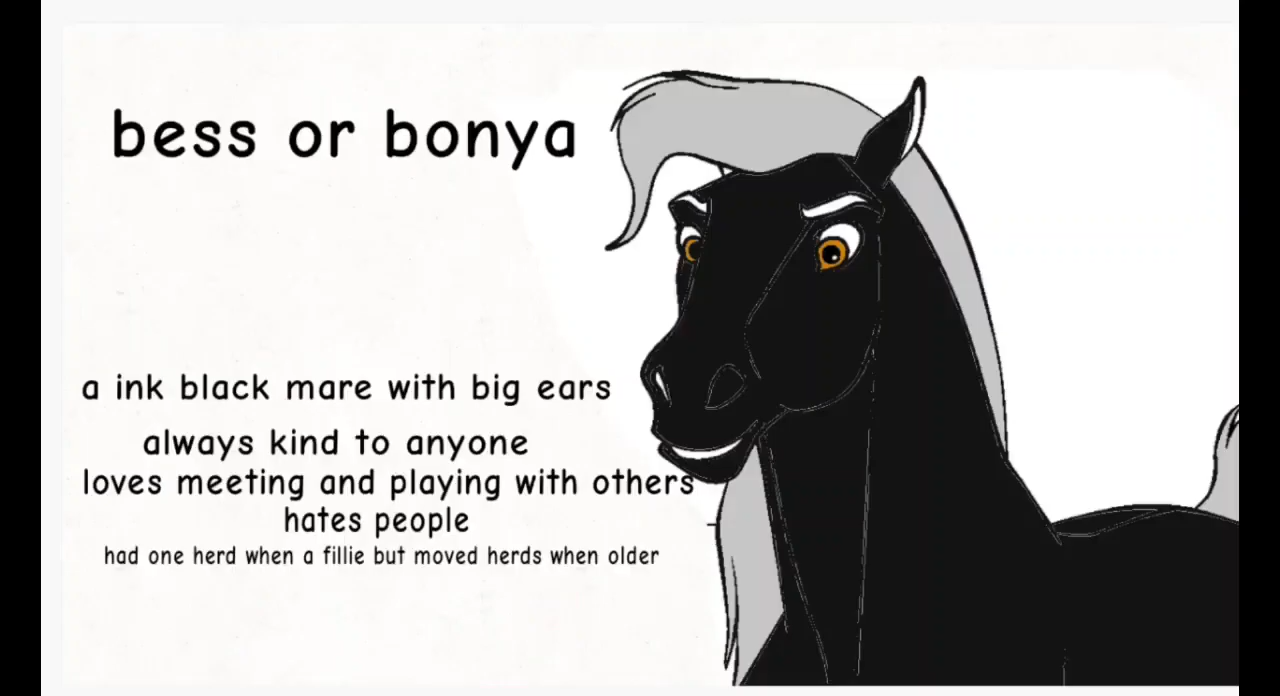 bess or bonya
a ink black mare with big ears
always kind to anyone
loves meeting and playing with others
hates people
had one herd when a fillie but moved herds when older